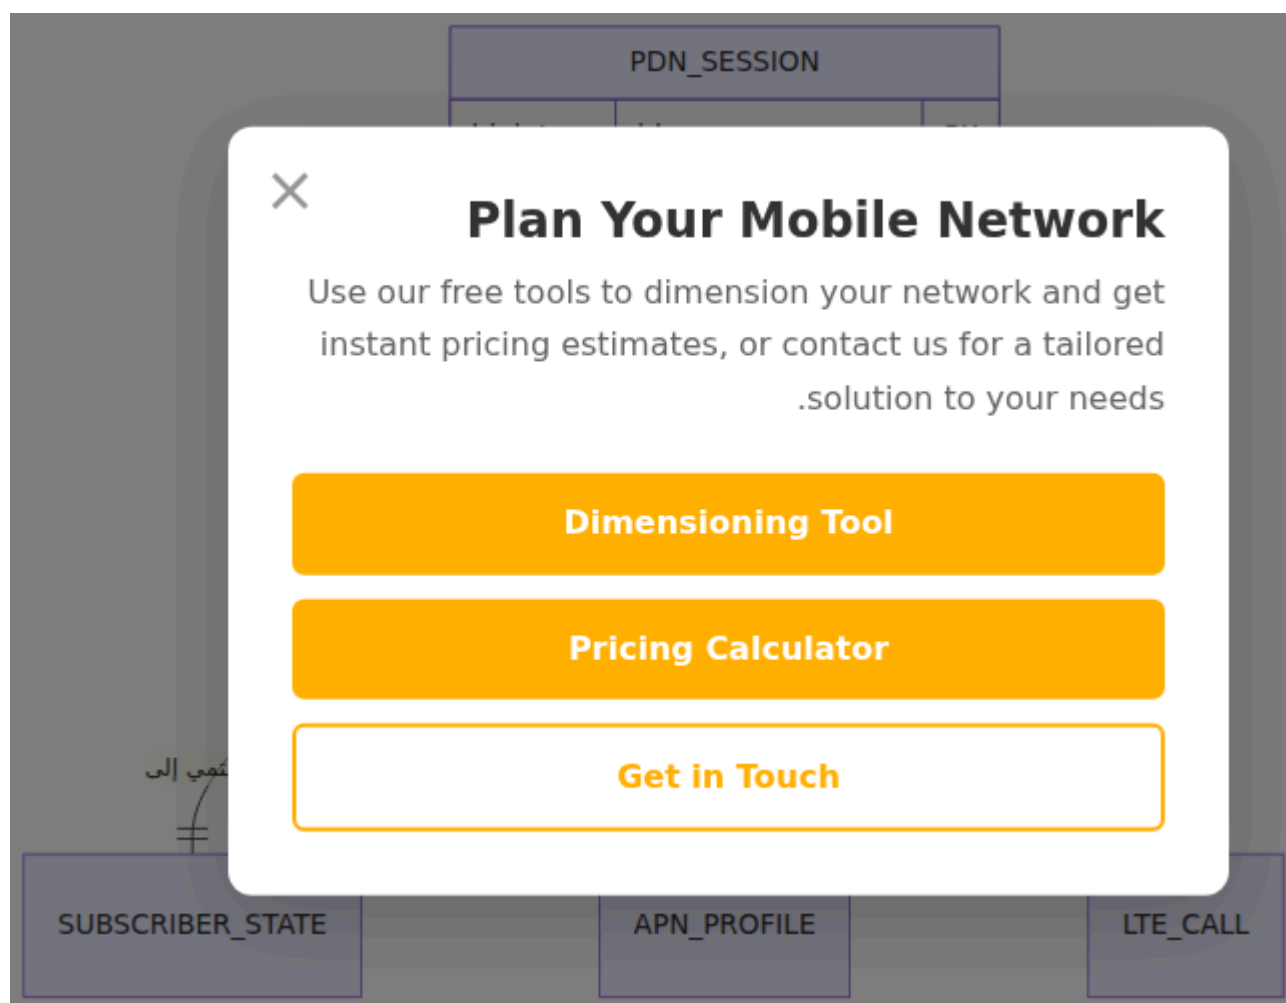 PDN_SESSION
Plan Your Mobile Network
Use our free tools to dimension your network and get
instant pricing estimates, or contact us for a tailored
.solution to your needs
Dimensioning Tool
Pricing Calculator
Get in Touch
إلى
SUBSCRIBER_STATE
APN_PROFILE
LTE_CALL